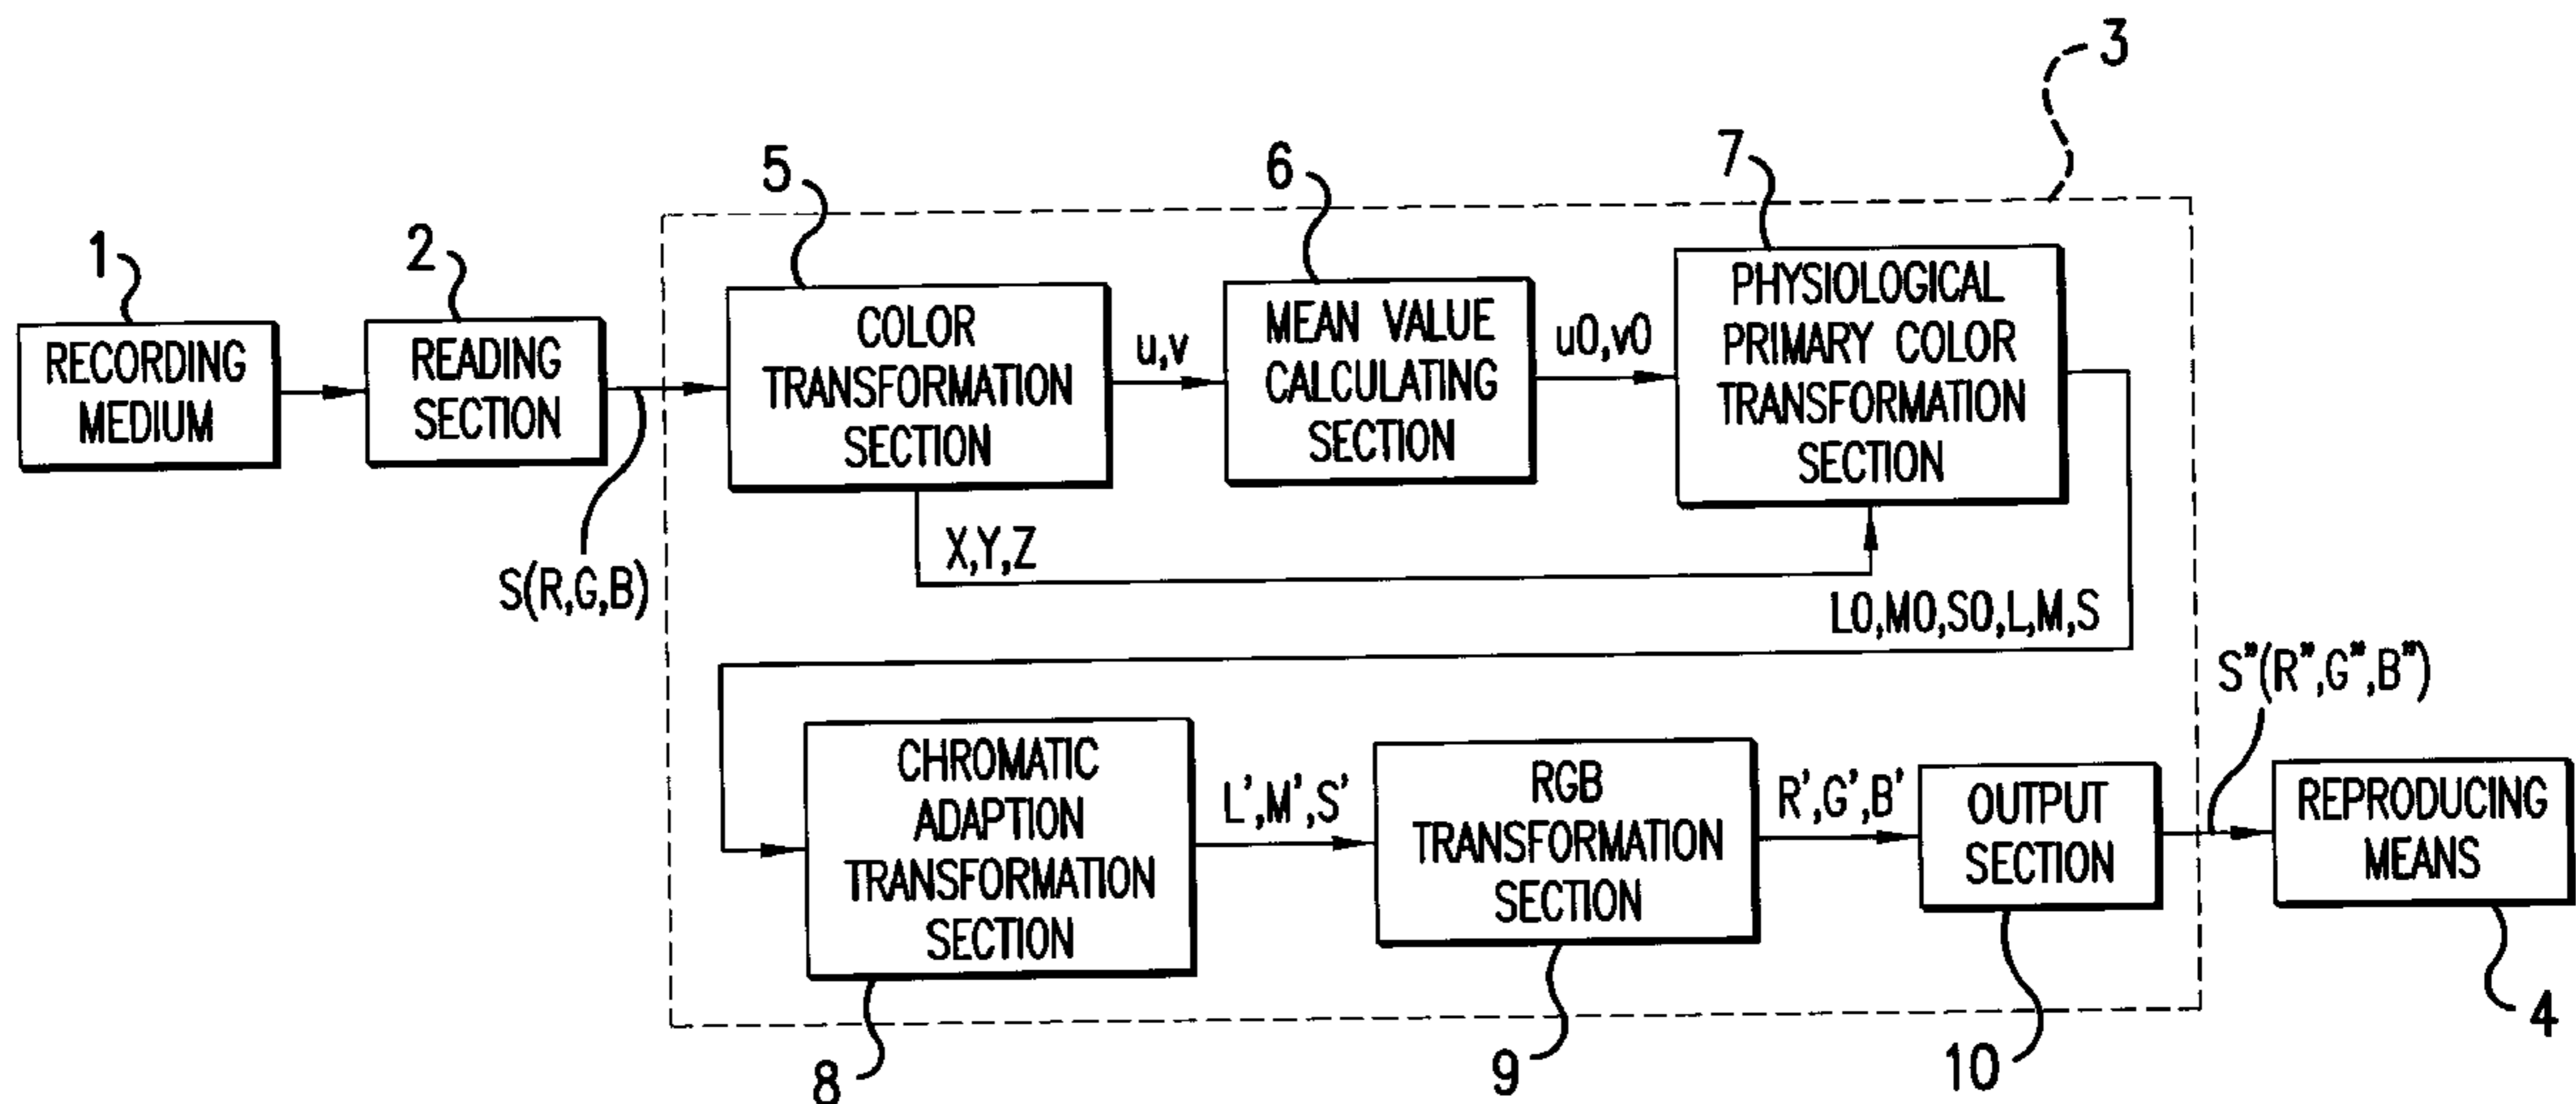 3
5
6
7
1
2
RECORDING
MEDIUM
READING
SECTION
S(R,G,B)
COLOR
TRANSFORMATION
SECTION
u,v
MEAN VALUE
CALCULATING
SECTION
u0,v0
PHYSIOLOGICAL
PRIMARY COLOR
TRANSFORMATION
SECTION
X,Y,Z
L0,M0,S0,L,M,S
CHROMATIC
ADAPTION
TRANSFORMATION
SECTION
L',M',S'
RGB
TRANSFORMATION
SECTION
R',G',B'
OUTPUT
SECTION
S"(R",G",B")
REPRODUCING
MEANS
8
9
10
4